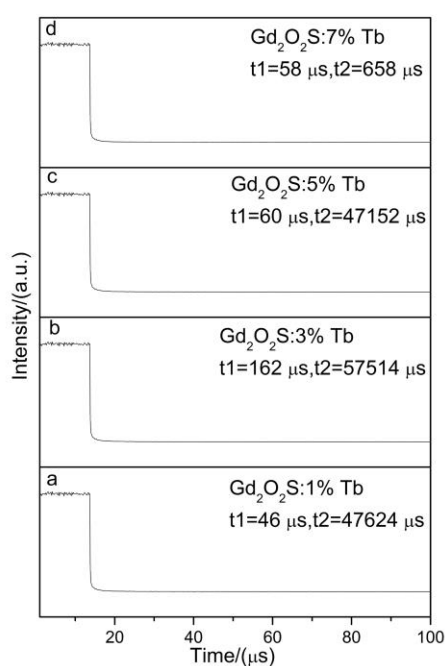 d
Gd₂O₂S:7% Tb
t1=58 μs,t2=658 μs
c
Gd₂O₂S:5% Tb
t1=60 μs,t2=47152 μs
b
Gd₂O₂S:3% Tb
t1=162 μs,t2=57514 μs
a
Gd₂O₂S:1% Tb
t1=46 μs,t2=47624 μs
Intensity/(a.u.)
20 40 60 80 100
Time/(μs)